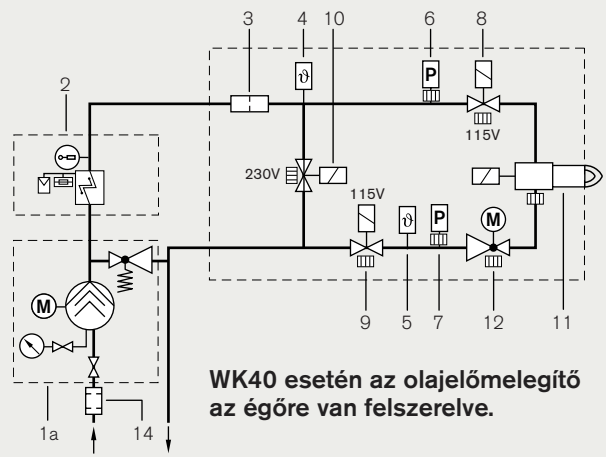 3 4 10 6 8
2
ϑ P
115V
230V
115V
ϑ P M
M
9 5 7 12 11
WK40 esetén az olajelőmelegítő
az égőre van felszerelve.
1a 14